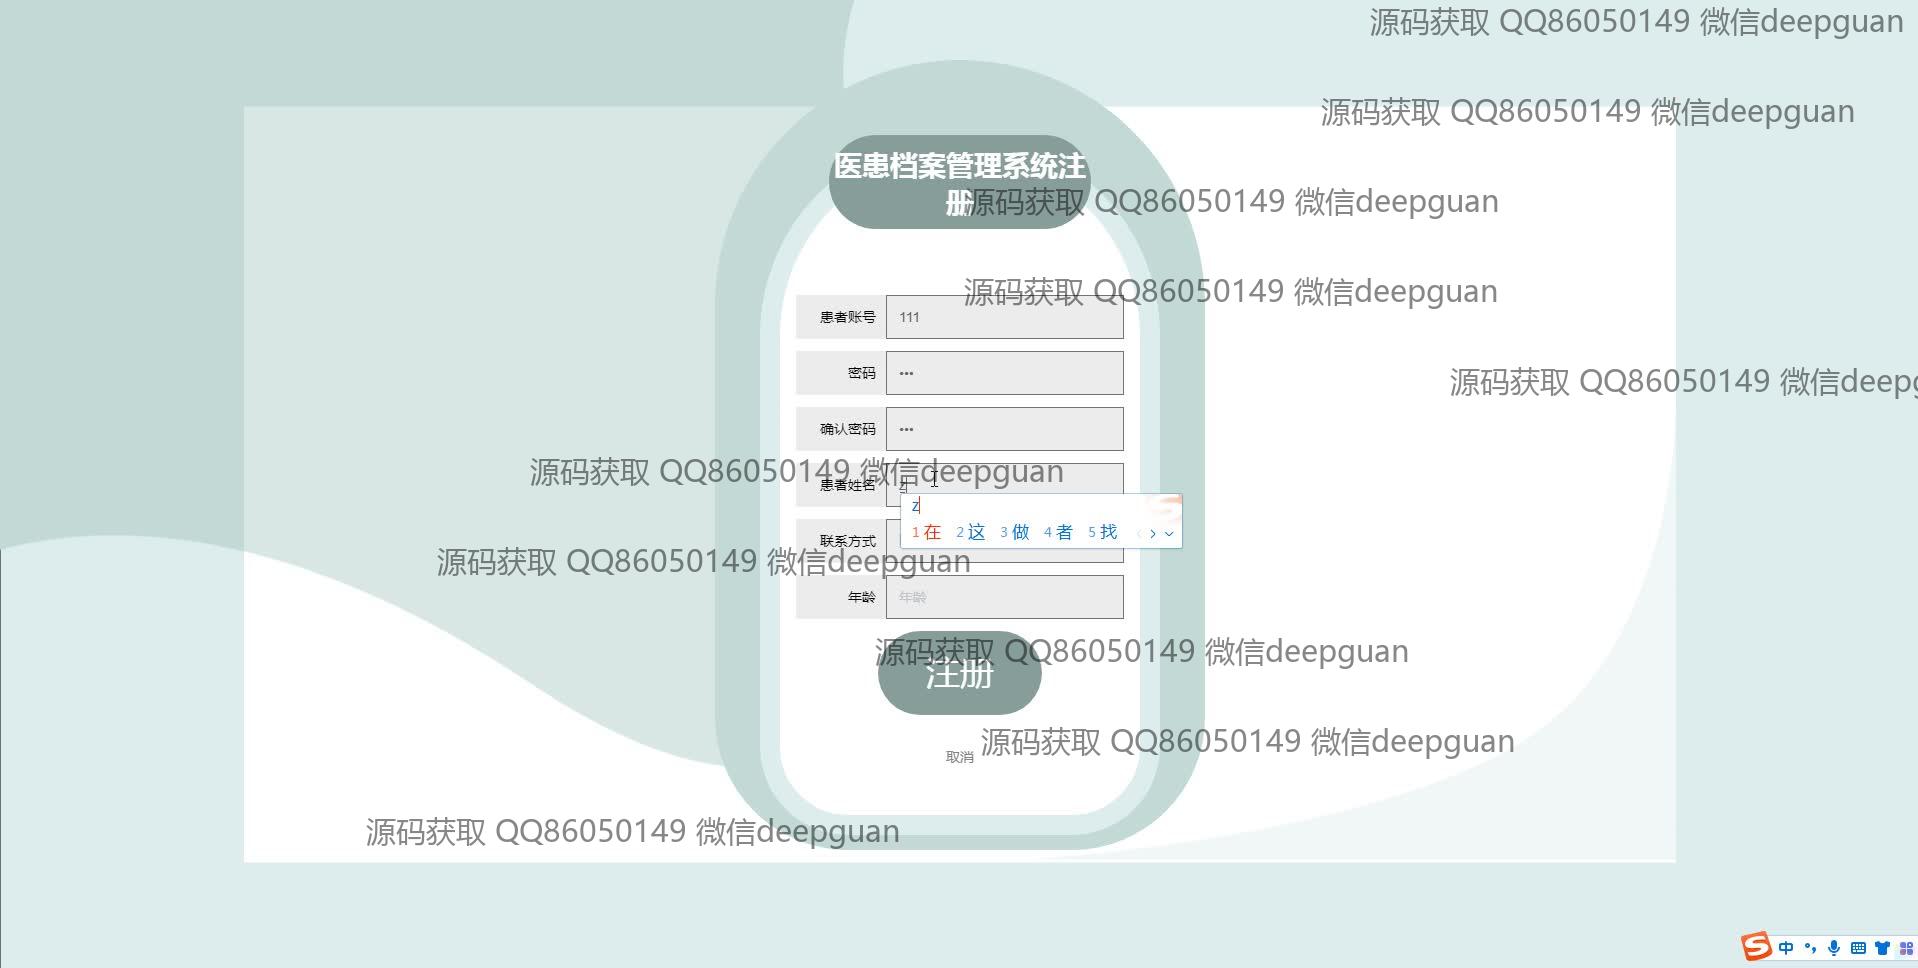 源码获取 QQ86050149 微信deepguan
源码获取 QQ86050149 微信deepguan
医患档案管理系统注
册
源码获取 QQ86050149 微信deepguan
源码获取 QQ86050149 微信deepguan
患者账号 111
密码 •••
源码获取 QQ86050149 微信deepg
确认密码 •••
源码获取 QQ86050149 微信deepguan
患者姓名 z
z
1 在 2 这 3 做 4 者 5 找
联系方式
源码获取 QQ86050149 微信deepguan
年龄 年龄
源码获取 QQ86050149 微信deepguan
注册
源码获取 QQ86050149 微信deepguan
取消
源码获取 QQ86050149 微信deepguan
S 中